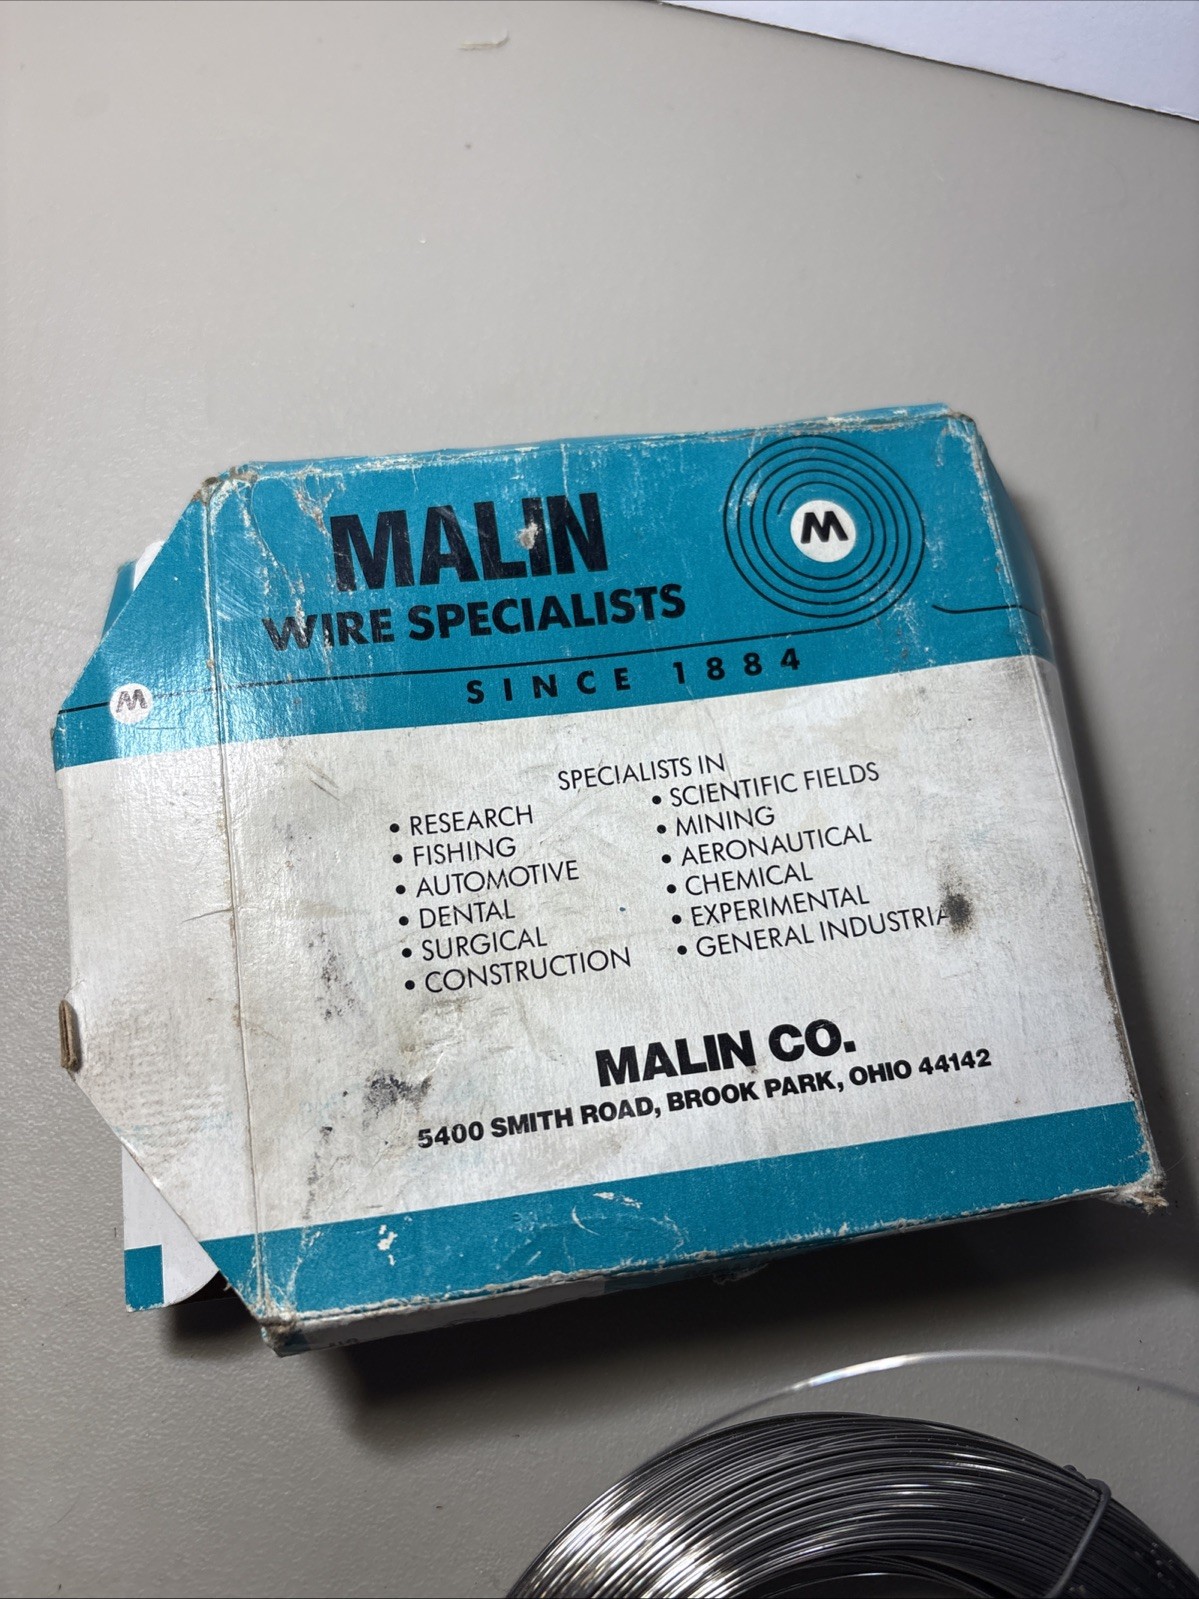 MALIN
M
WIRE SPECIALISTS
SINCE 1884
M
SPECIALISTS IN
• RESEARCH
• FISHING
• AUTOMOTIVE
• DENTAL
• SURGICAL
• CONSTRUCTION
• SCIENTIFIC FIELDS
• MINING
• AERONAUTICAL
• CHEMICAL
• EXPERIMENTAL
• GENERAL INDUSTRIA
MALIN CO.
5400 SMITH ROAD, BROOK PARK, OHIO 44142